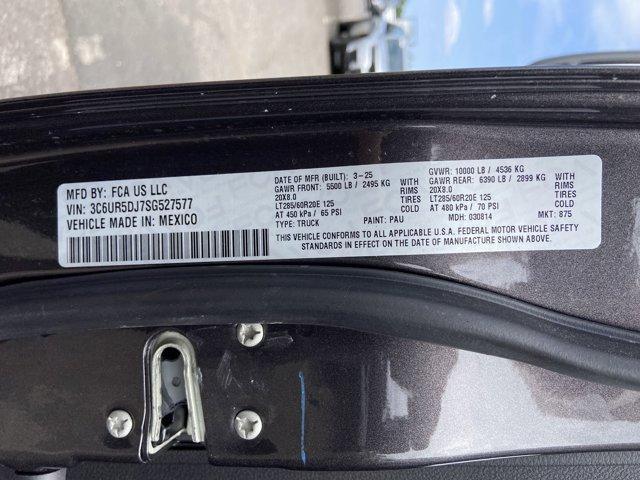 MFD BY: FCA US LLC
VIN: 3C6UR5DJ7SG527577
VEHICLE MADE IN: MEXICO
DATE OF MFR (BUILT): 3-25
GAWR FRONT: 5500 LB / 2495 KG
20X8.0 WITH
LT285/60R20E 125 TIRES
AT 450 kPa / 65 PSI COLD
TYPE: TRUCK PAINT: PAU
GVWR: 10000 LB / 4536 KG
GAWR REAR: 6390 LB / 2899 KG
20X8.0 RIMS
WITH LT285/60R20E 125 TIRES
AT 480 kPa / 70 PSI COLD
MDH: 030814 MKT: 875
THIS VEHICLE CONFORMS TO ALL APPLICABLE U.S.A. FEDERAL MOTOR VEHICLE SAFETY
STANDARDS IN EFFECT ON THE DATE OF MANUFACTURE SHOWN ABOVE.